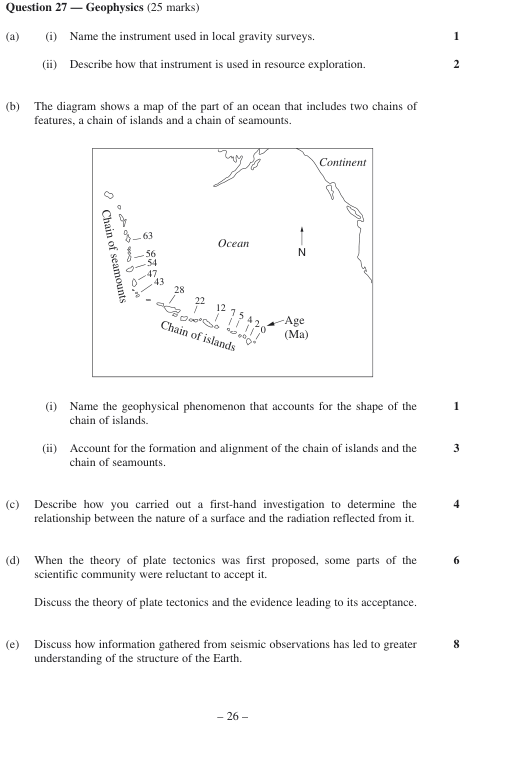 Question 27 — Geophysics (25 marks)
(a) (i) Name the instrument used in local gravity surveys. 1
(ii) Describe how that instrument is used in resource exploration. 2
(b) The diagram shows a map of the part of an ocean that includes two chains of
features, a chain of islands and a chain of seamounts.
Continent
Ocean
N
Chain of seamounts
63
56
54
47
43
28
22
12 7 5 4 2 0
Age
(Ma)
Chain of islands
(i) Name the geophysical phenomenon that accounts for the shape of the 1
chain of islands.
(ii) Account for the formation and alignment of the chain of islands and the 3
chain of seamounts.
(c) Describe how you carried out a first-hand investigation to determine the 4
relationship between the nature of a surface and the radiation reflected from it.
(d) When the theory of plate tectonics was first proposed, some parts of the 6
scientific community were reluctant to accept it.
Discuss the theory of plate tectonics and the evidence leading to its acceptance.
(e) Discuss how information gathered from seismic observations has led to greater 8
understanding of the structure of the Earth.
– 26 –